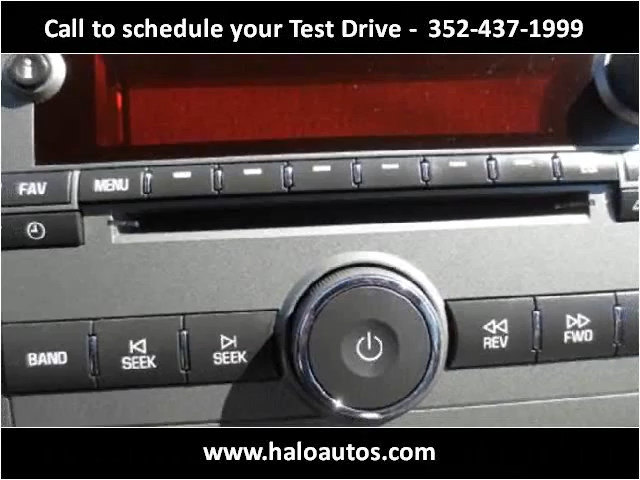 Call to schedule your Test Drive - 352-437-1999
i
FAV
MENU
BAND
SEEK
SEEK
REV
FWD
www.haloautos.com